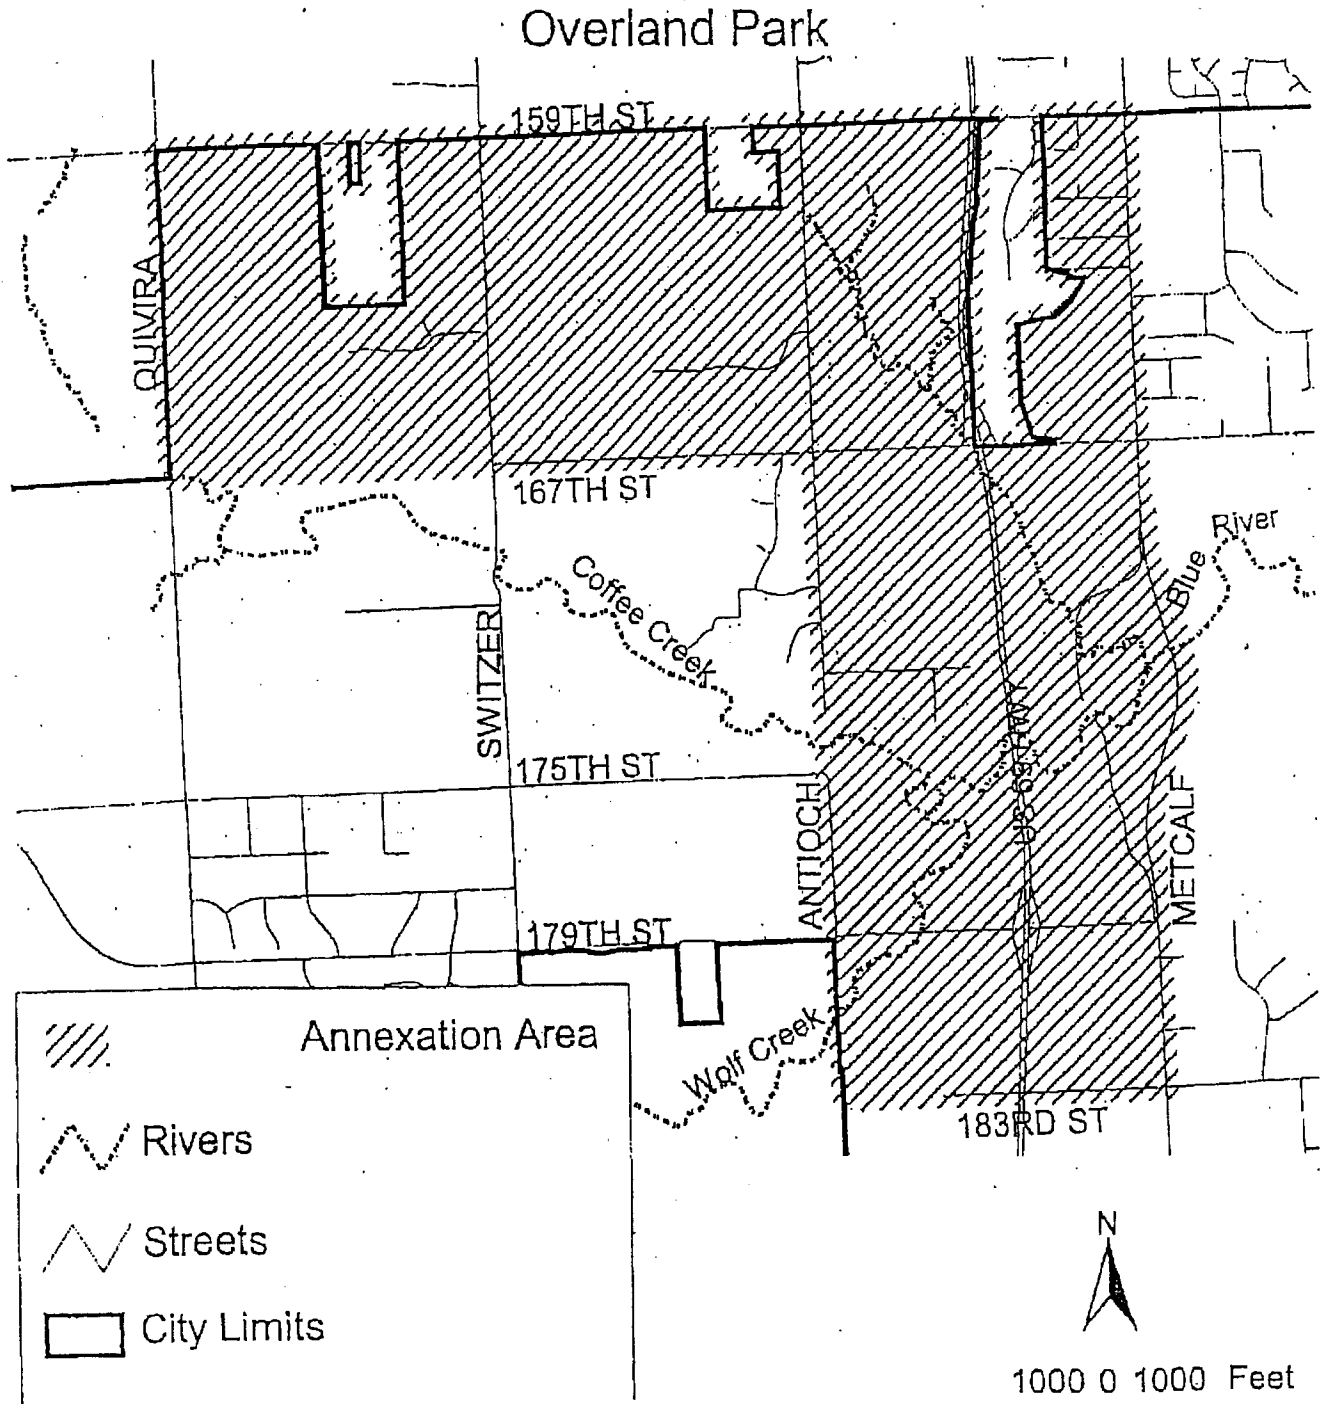 Overland Park
159TH ST
QUIVIRA
167TH ST
Blue River
Coffee Creek
SWITZER
US 69 HWY
175TH ST
ANTIOCH
METCALF
179TH ST
Wolf Creek
183RD ST
Annexation Area
Rivers
Streets
City Limits
N
1000 0 1000 Feet